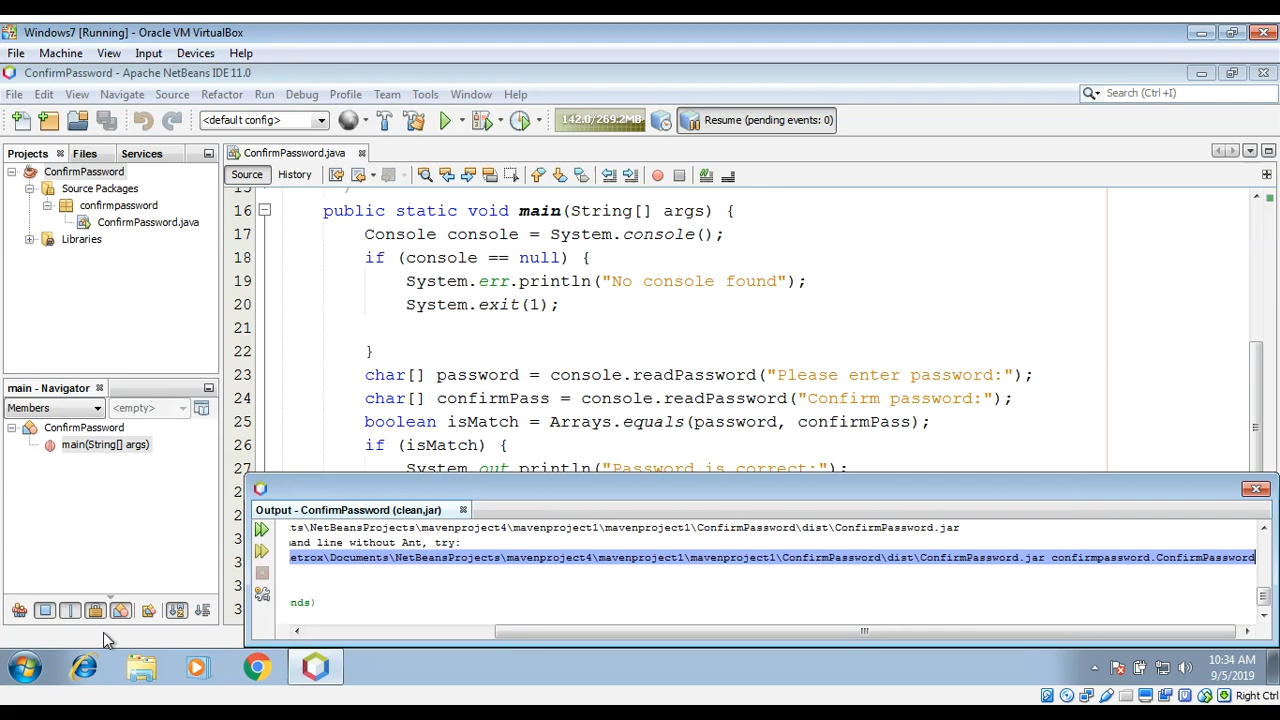 Windows7 [Running] - Oracle VM VirtualBox
File Machine View Input Devices Help
ConfirmPassword - Apache NetBeans IDE 11.0
File Edit View Navigate Source Refactor Run Debug Profile Team Tools Window Help
Search (Ctrl +I)
<default config>
142.0/269.2MB
Resume (pending events: 0)
Projects Files Services
ConfirmPassword
Source Packages
confirmpassword
ConfirmPassword.java
Libraries
main - Navigator
Members <empty>
ConfirmPassword
main(String[] args)
ConfirmPassword.java
Source History
16 public static void main(String[] args) {
17 Console console = System.console();
18 if (console == null) {
19 System.err.println("No console found");
20 System.exit(1);
21
22 }
23 char[] password = console.readPassword("Please enter password:");
24 char[] confirmPass = console.readPassword("Confirm password:");
25 boolean isMatch = Arrays.equals(password, confirmPass);
26 if (isMatch) {
27 System.out.println("Password is correct:");
Output - ConfirmPassword (clean,jar)
ts\NetBeansProjects\mavenproject4\mavenproject1\mavenproject1\ConfirmPassword\dist\ConfirmPassword.jar
and line without Ant, try:
etrox\Documents\NetBeansProjects\mavenproject4\mavenproject1\mavenproject1\ConfirmPassword\dist\ConfirmPassword.jar confirmpassword.ConfirmPassword
nds)
10:34 AM
9/5/2019
Right Ctrl